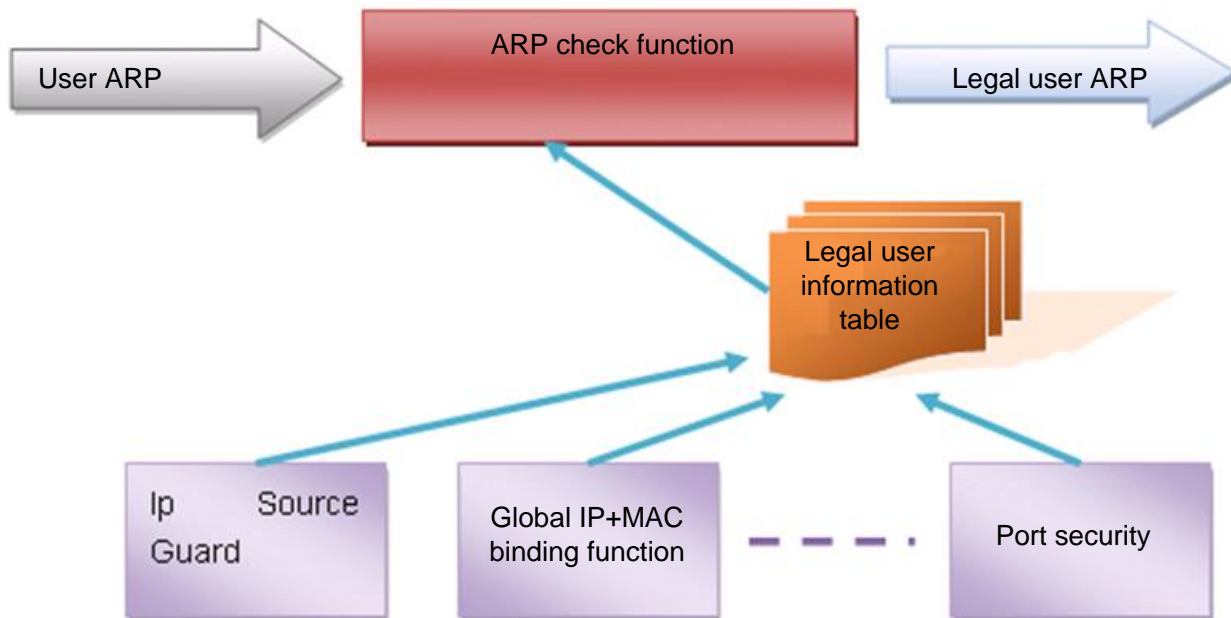 ARP check function
User ARP
Legal user ARP
Legal user
information
table
Ip Source
Guard
Global IP+MAC
binding function
Port security